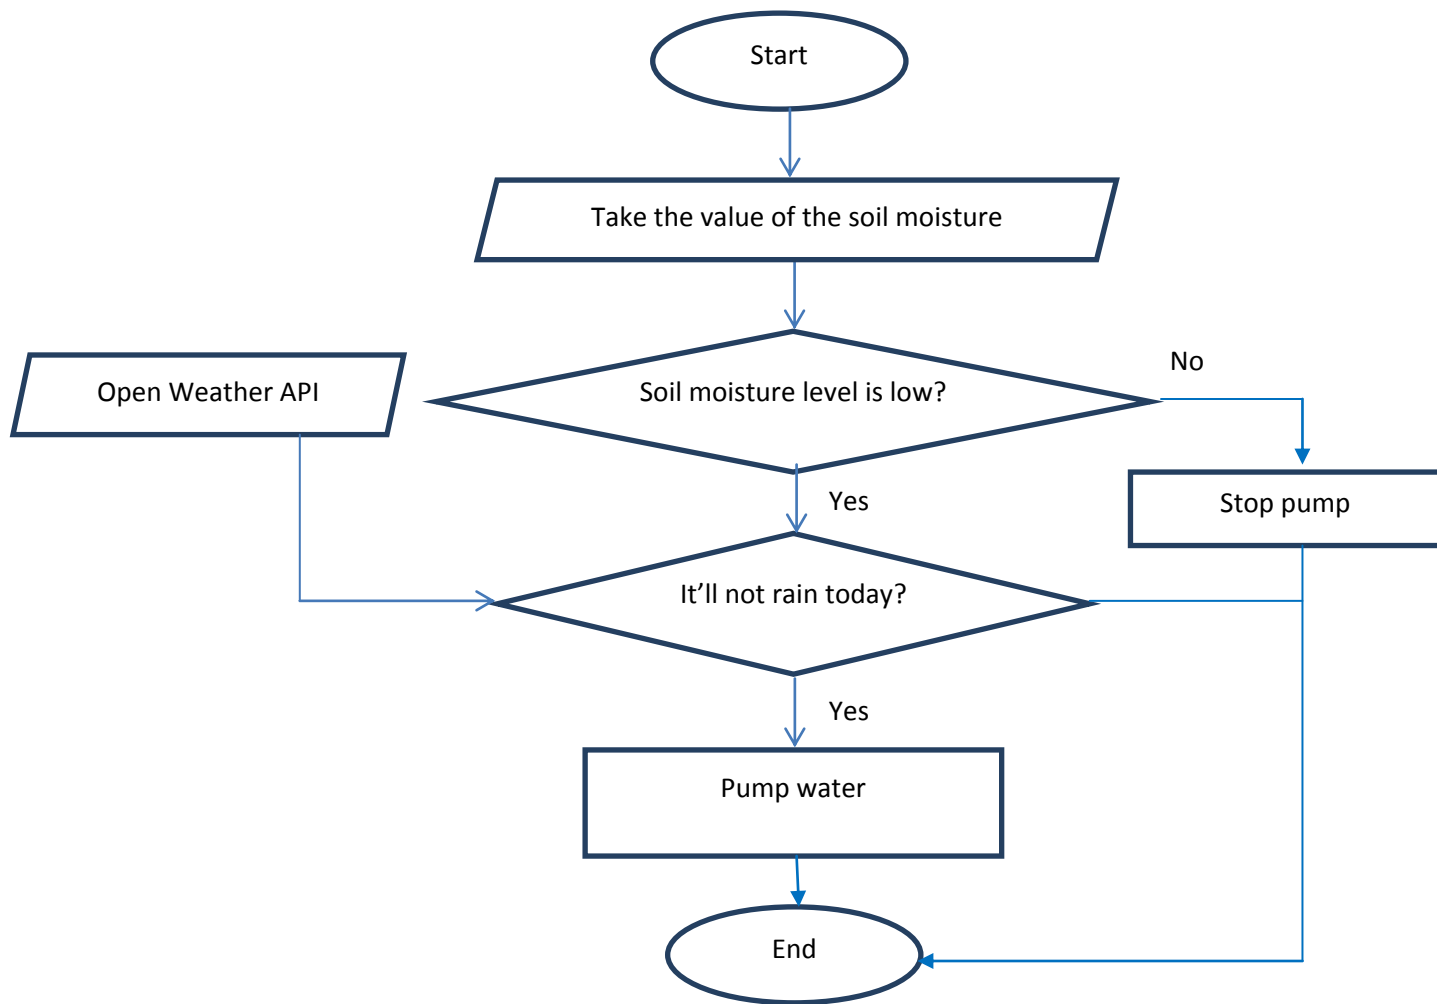 Start
Take the value of the soil moisture
Soil moisture level is low?
No
Open Weather API
Yes
Stop pump
It’ll not rain today?
Yes
Pump water
End